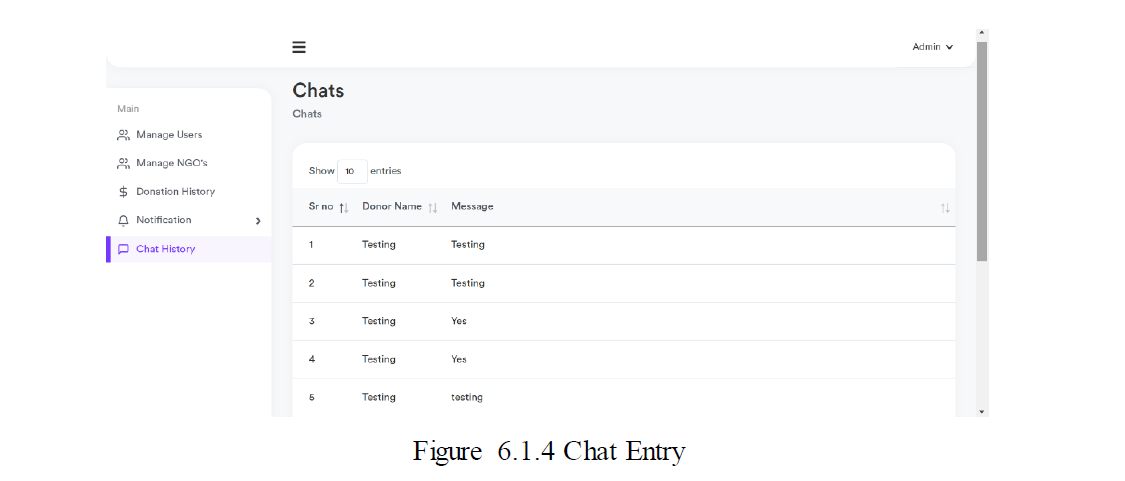 Admin
Chats
Chats
Main
Manage Users
Manage NGO's
Donation History
Notification
Chat History
Show 10 entries
Sr no Donor Name Message
1 Testing Testing
2 Testing Testing
3 Testing Yes
4 Testing Yes
5 Testing testing
Figure 6.1.4 Chat Entry